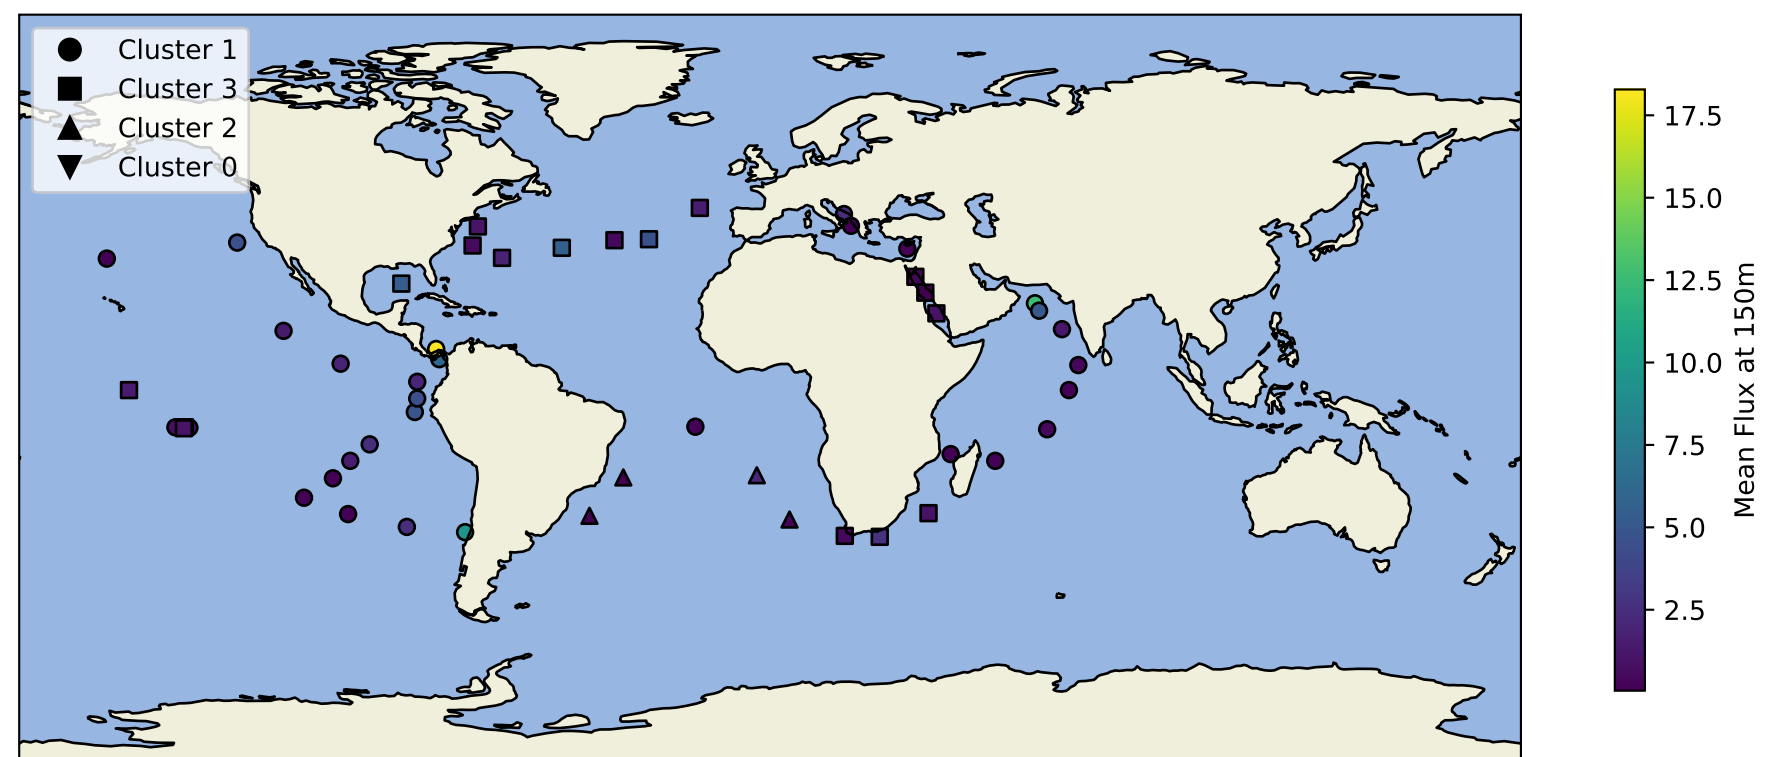 Cluster 1
Cluster 3
Cluster 2
Cluster 0
17.5
15.0
12.5
10.0
7.5
5.0
2.5
Mean Flux at 150m